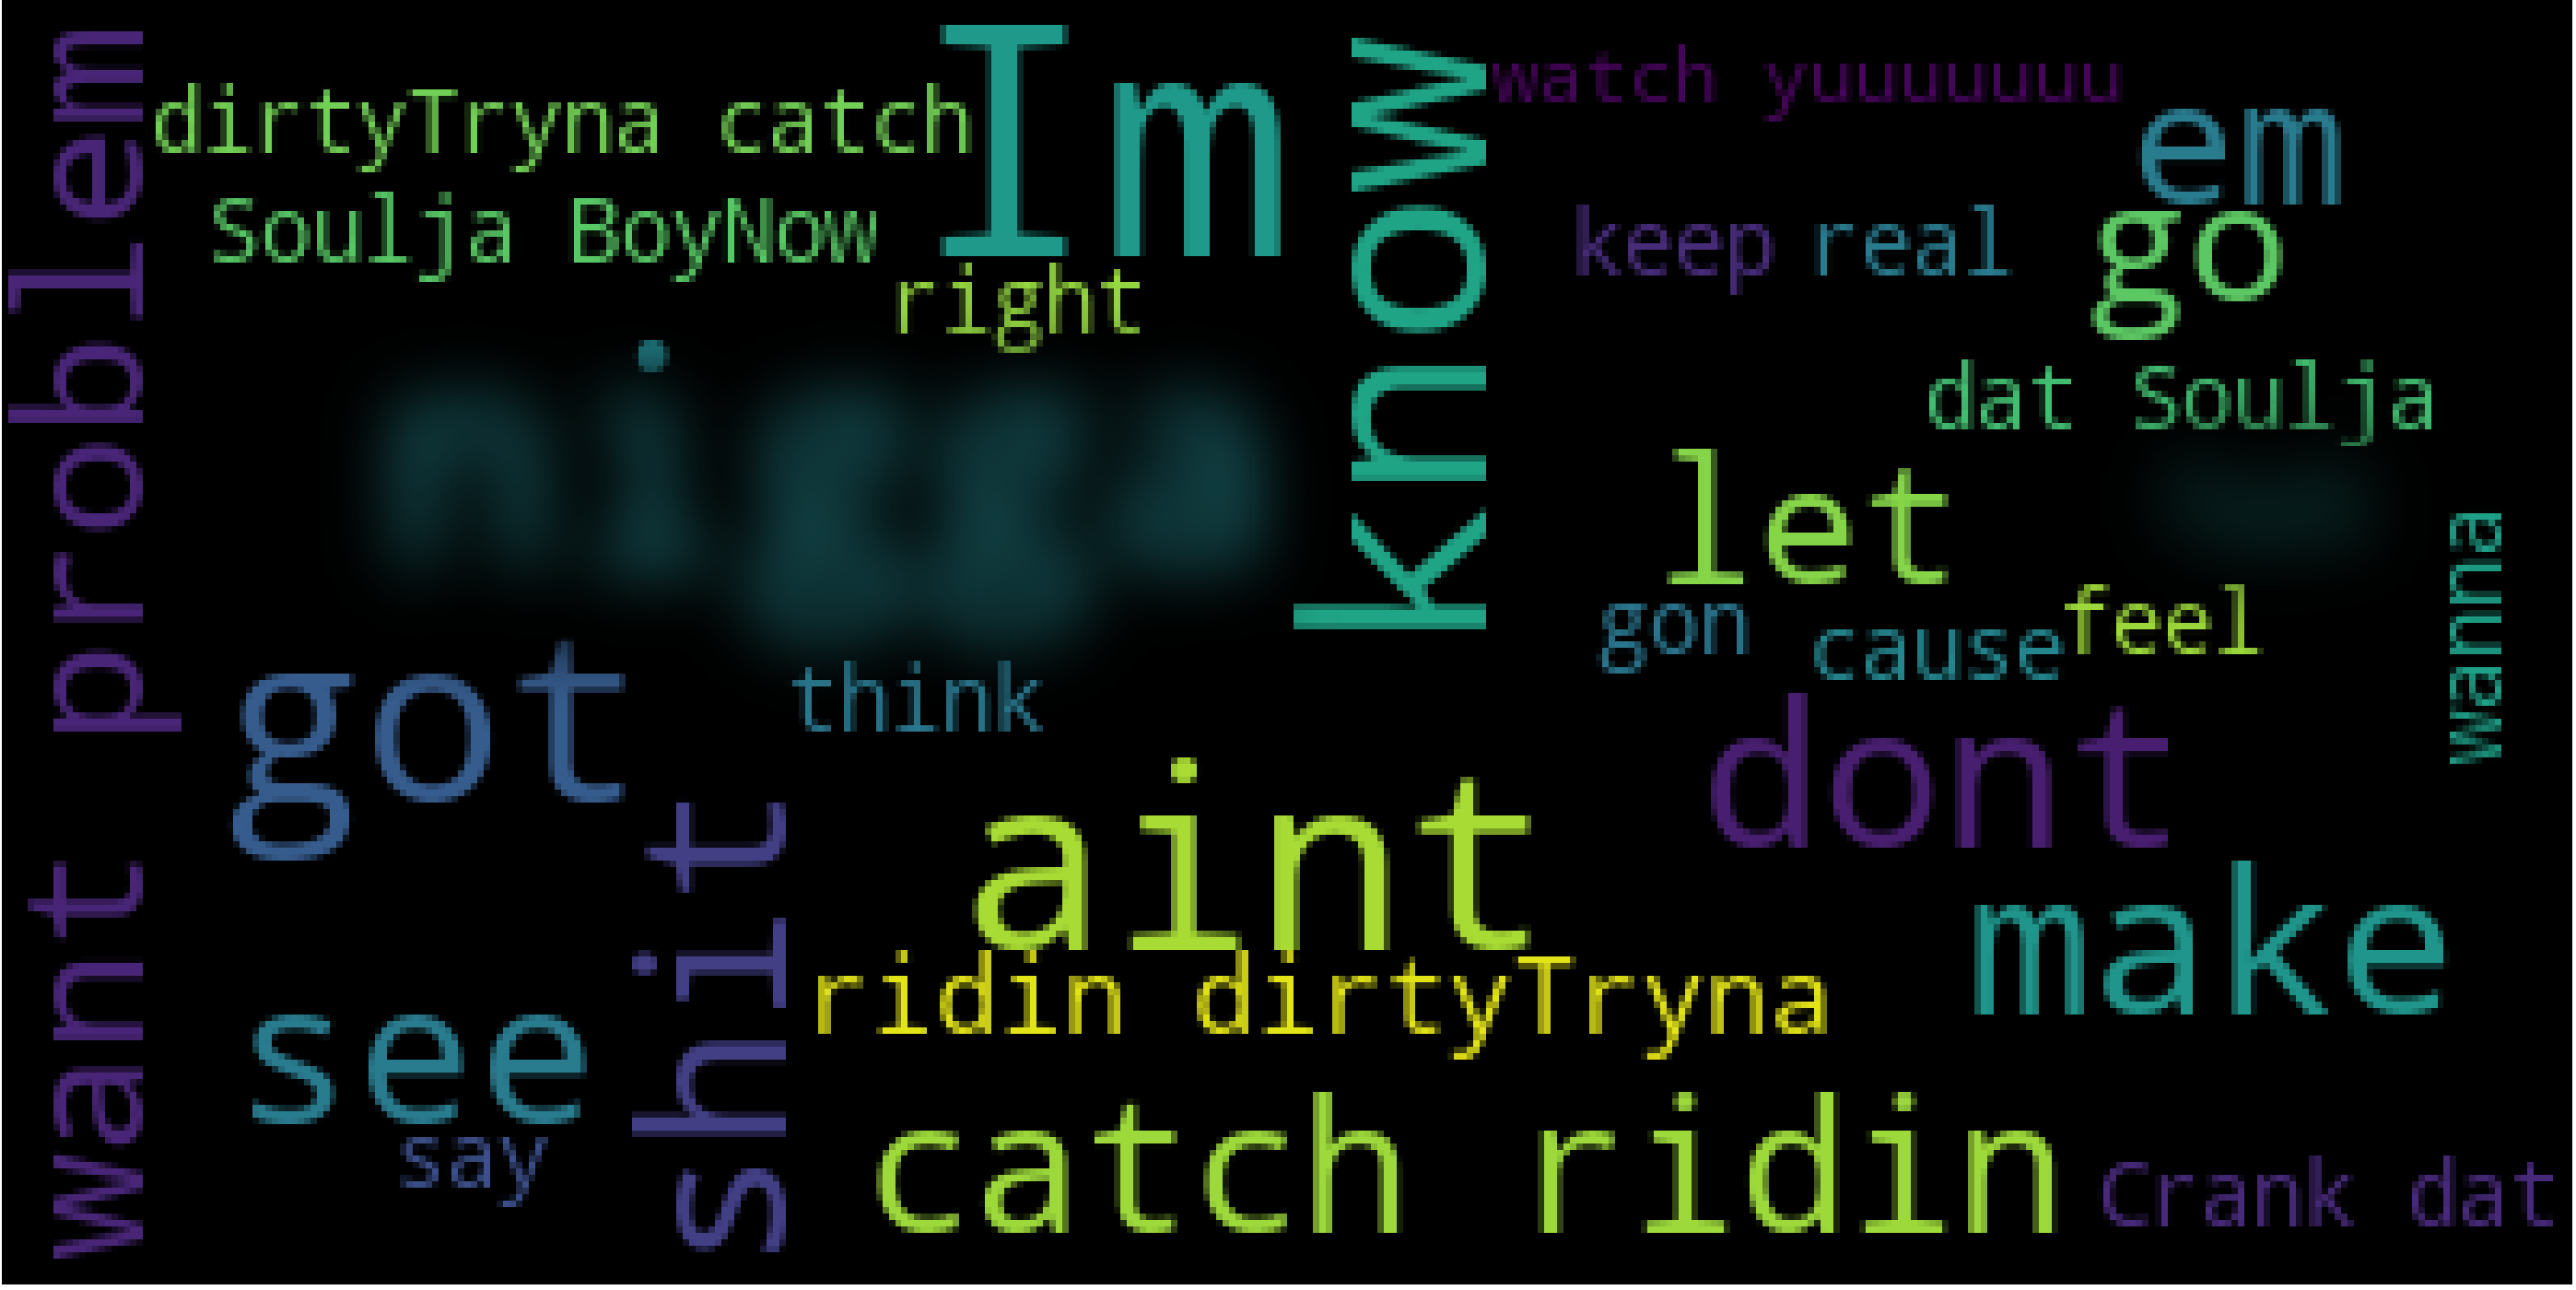 want problem
dirtyTryna catch
Im
know
watch yuuuuuuu
em
Soulja BoyNow
keep
real
go
right
dat Soulja
let
wanna
gon
cause
feel
got
think
dont
aint
shit
make
ridin dirtyTryna
see
say
catch ridin
Crank dat